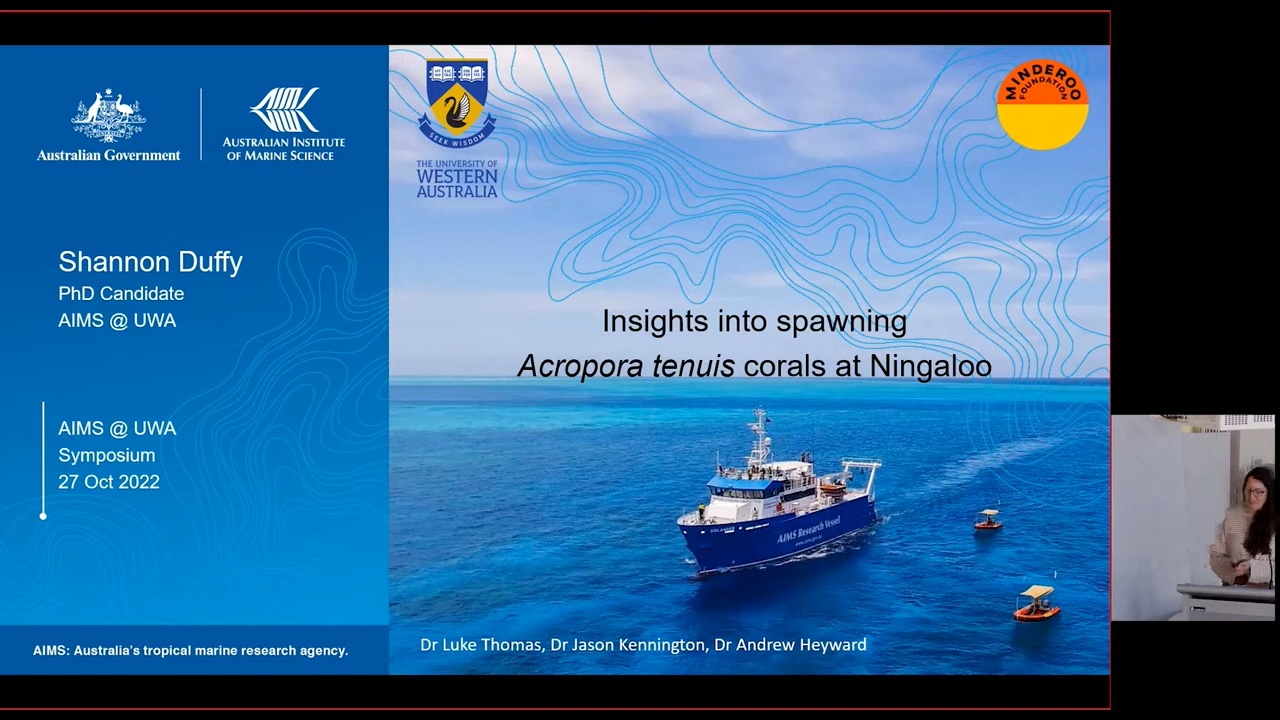 Australian Government
AUSTRALIAN INSTITUTE
OF MARINE SCIENCE
SEEK WISDOM
THE UNIVERSITY OF
WESTERN
AUSTRALIA
MINDEROO
FOUNDATION
Shannon Duffy
PhD Candidate
AIMS @ UWA
AIMS @ UWA
Symposium
27 Oct 2022
Insights into spawning
Acropora tenuis corals at Ningaloo
AIMS Research Vessel
Dr Luke Thomas, Dr Jason Kennington, Dr Andrew Heyward
AIMS: Australia's tropical marine research agency.